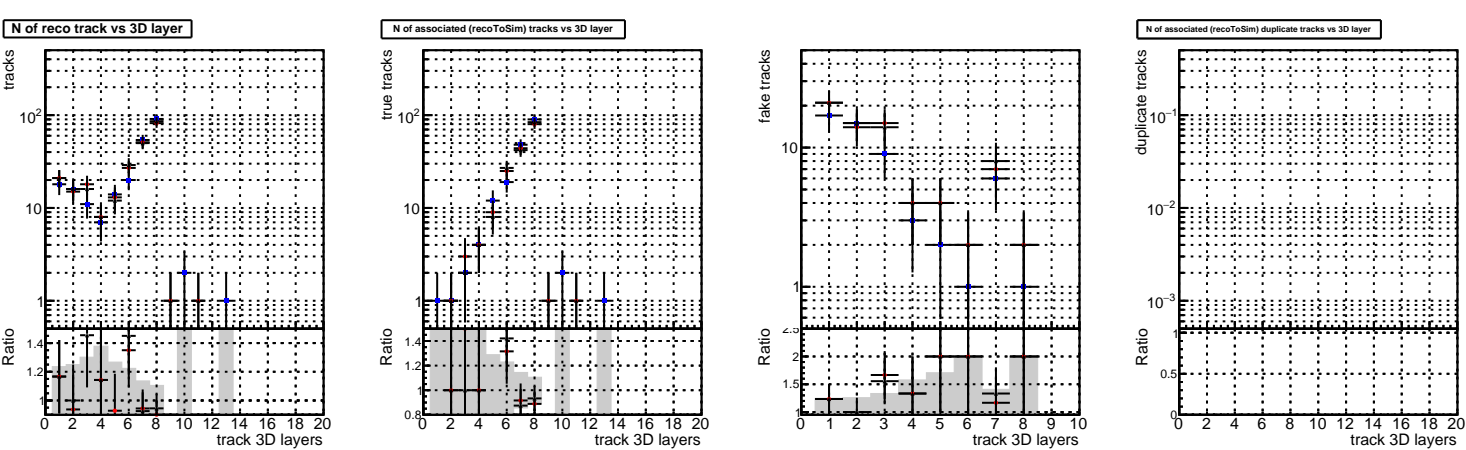 N of reco track vs 3D layer
tracks
10²
10
1
Ratio
1.4
1.2
1
0 2 4 6 8 10 12 14 16 18 20
track 3D layers
N of associated (recoToSim) tracks vs 3D layer
true tracks
10²
10
1
Ratio
1.4
1.2
1
0.8
0 2 4 6 8 10 12 14 16 18 20
track 3D layers
fake tracks
10
1
Ratio
2.5
2
1.5
1
0 1 2 3 4 5 6 7 8 9 10
track 3D layers
N of associated (recoToSim) duplicate tracks vs 3D layer
duplicate tracks
10⁻¹
10⁻²
10⁻³
Ratio
1
0.5
0
0 2 4 6 8 10 12 14 16 18 20
track 3D layers